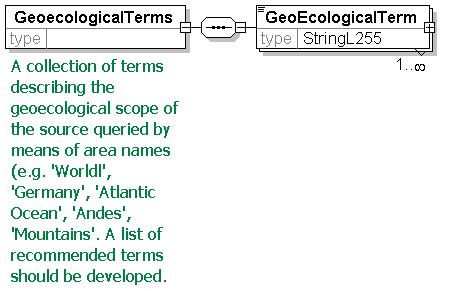 GeoecologicalTerms
type
GeoEcologicalTerm
type StringL255
1..∞
A collection of terms
describing the
geoecological scope of
the source queried by
means of area names
(e.g. 'Worldl',
'Germany', 'Atlantic
Ocean', 'Andes',
'Mountains'. A list of
recommended terms
should be developed.